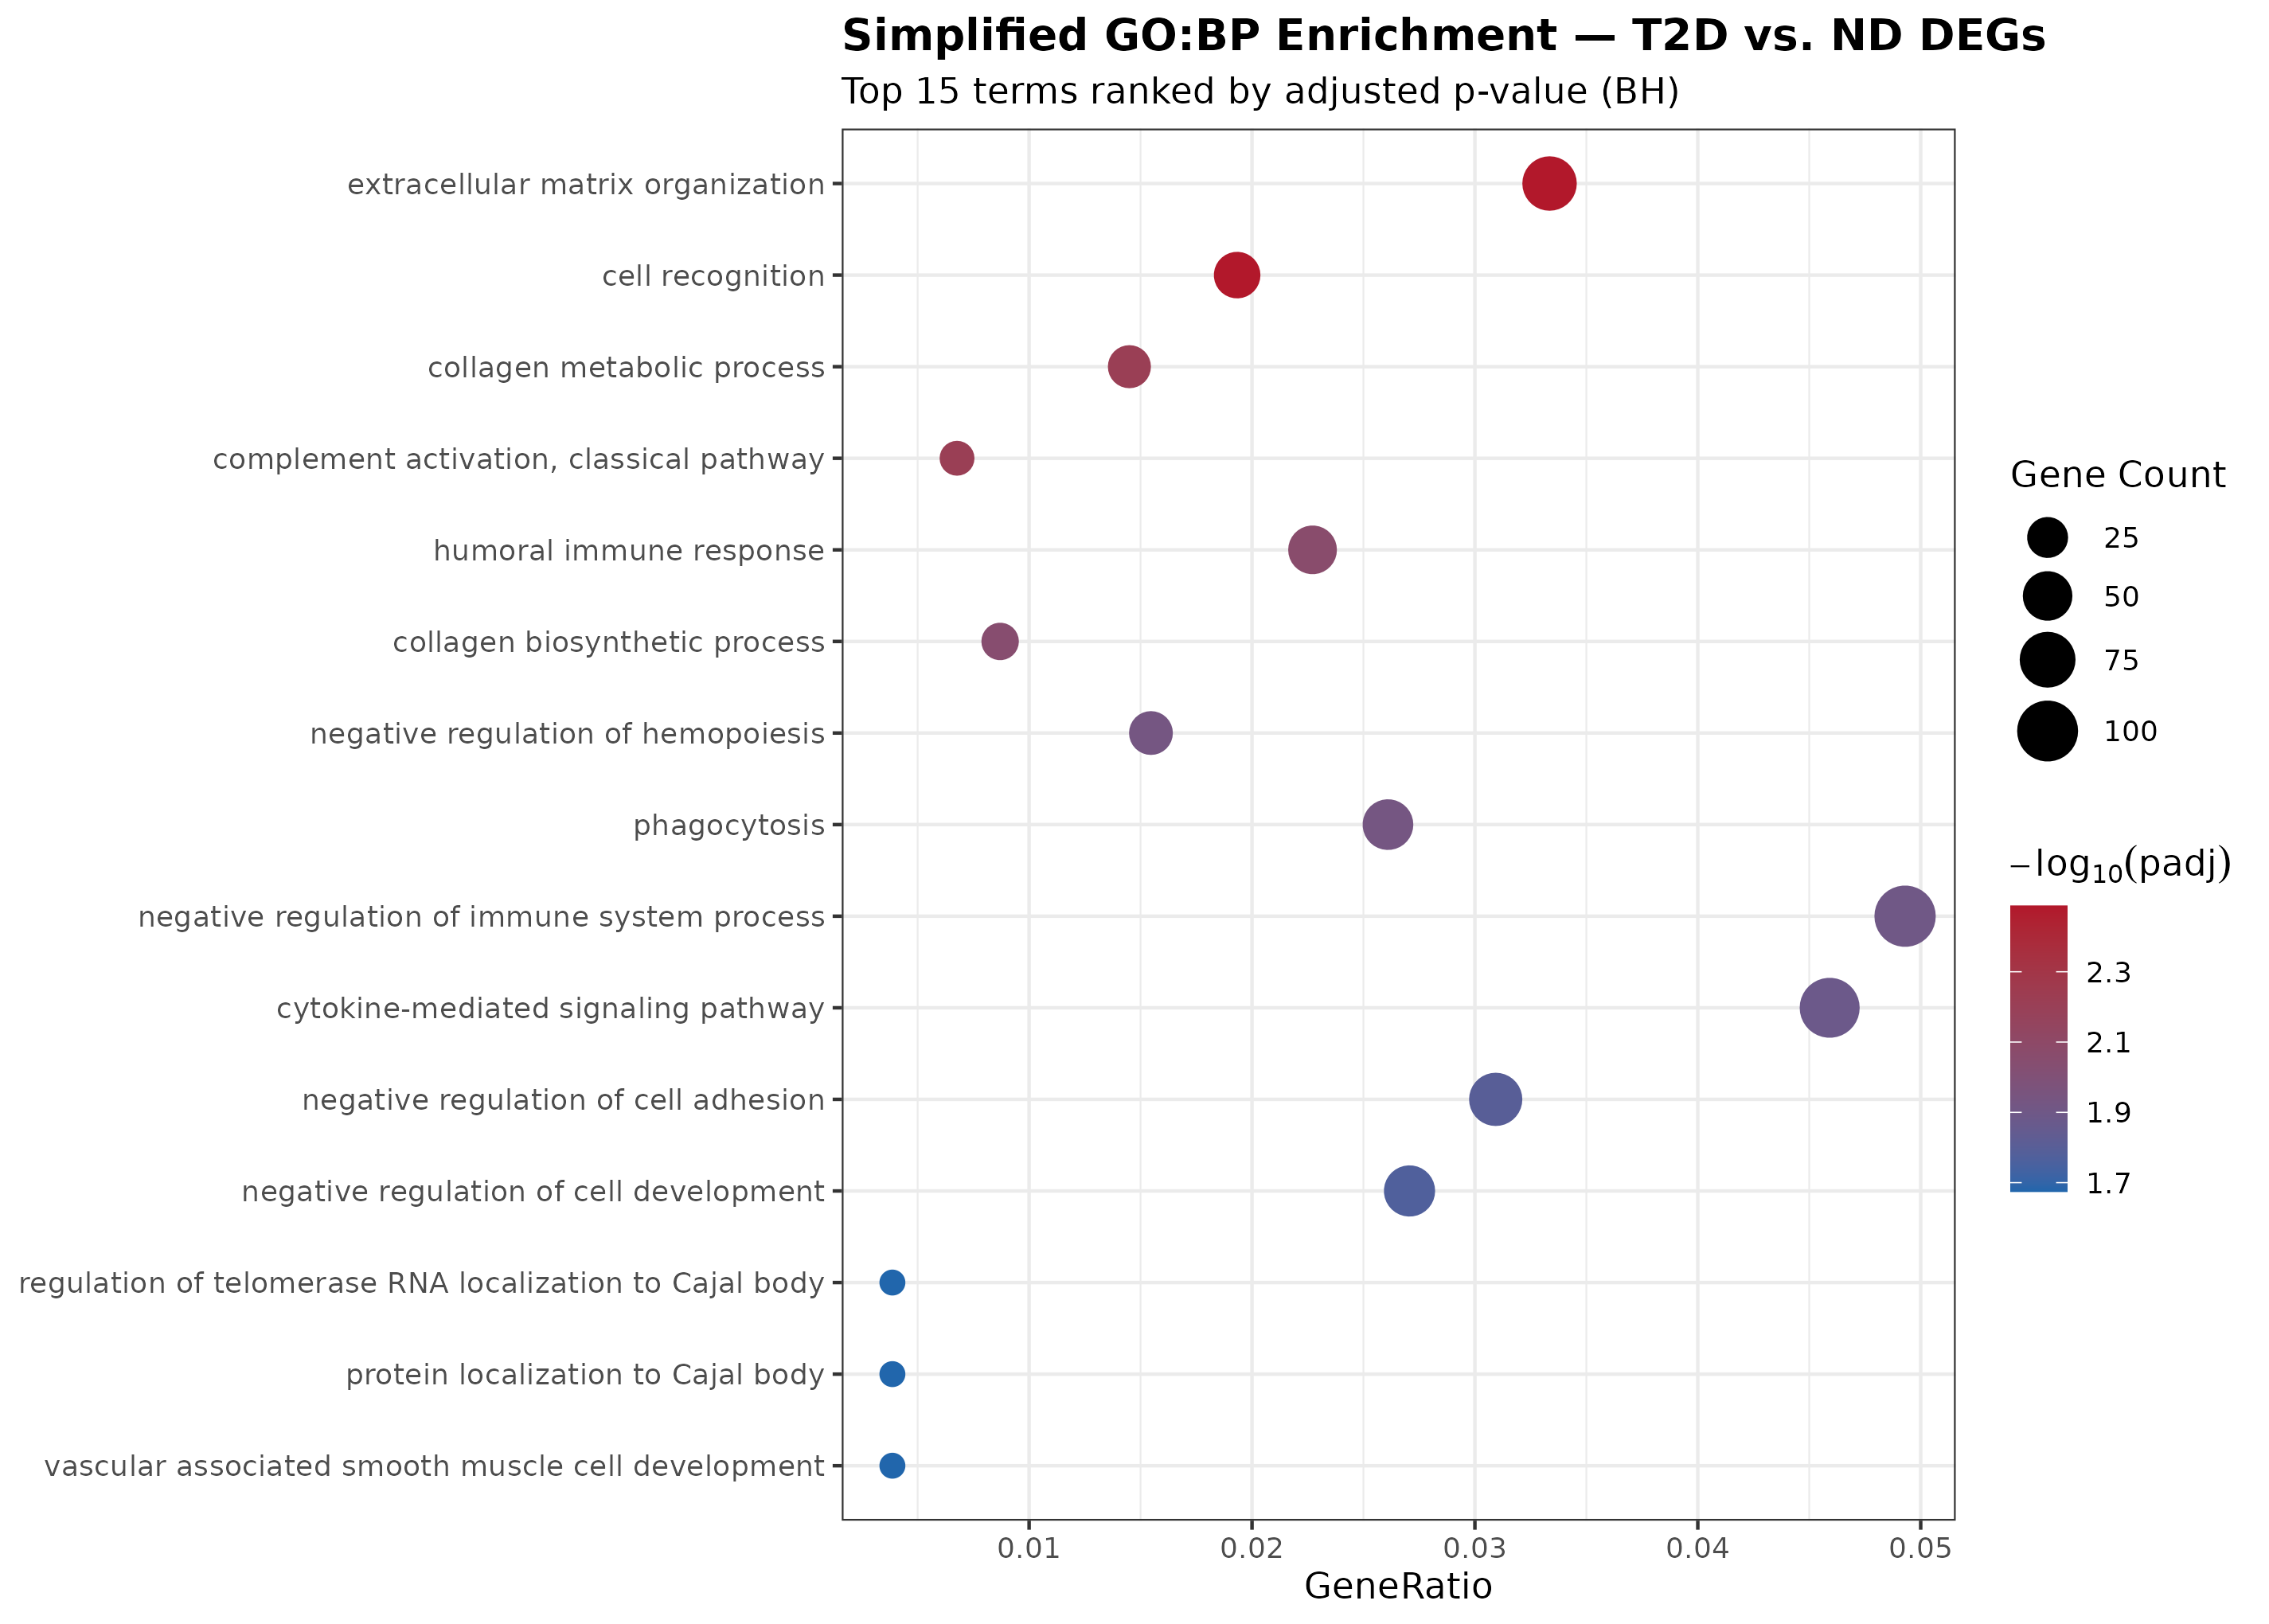 Simplified GO:BP Enrichment — T2D vs. ND DEGs
Top 15 terms ranked by adjusted p-value (BH)
extracellular matrix organization
cell recognition
collagen metabolic process
complement activation, classical pathway
humoral immune response
collagen biosynthetic process
negative regulation of hemopoiesis
phagocytosis
negative regulation of immune system process
cytokine-mediated signaling pathway
negative regulation of cell adhesion
negative regulation of cell development
regulation of telomerase RNA localization to Cajal body
protein localization to Cajal body
vascular associated smooth muscle cell development
0.01 0.02 0.03 0.04 0.05
GeneRatio
Gene Count
25
50
75
100
−log₁₀(padj)
2.3
2.1
1.9
1.7